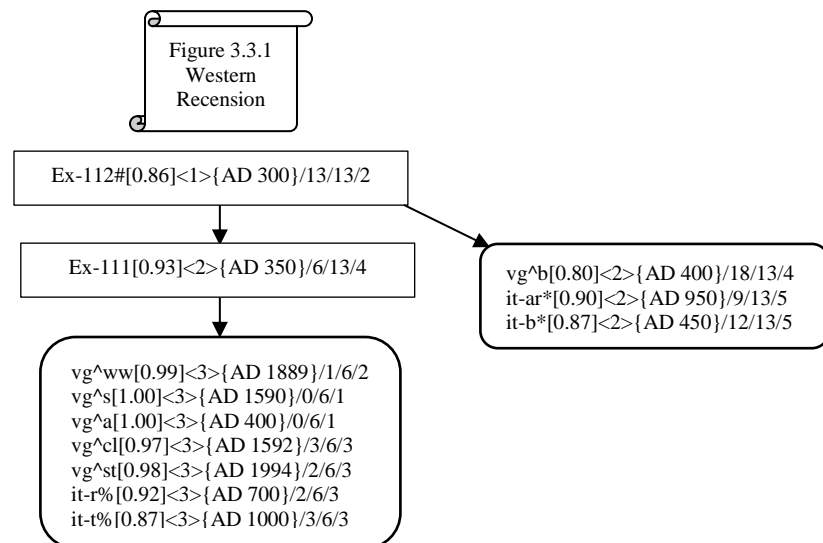 Figure 3.3.1
Western
Recension
Ex-112#[0.86]<1>{AD 300}/13/13/2
Ex-111[0.93]<2>{AD 350}/6/13/4
vg^b[0.80]<2>{AD 400}/18/13/4
it-ar*[0.90]<2>{AD 950}/9/13/5
it-b*[0.87]<2>{AD 450}/12/13/5
vg^ww[0.99]<3>{AD 1889}/1/6/2
vg^s[1.00]<3>{AD 1590}/0/6/1
vg^a[1.00]<3>{AD 400}/0/6/1
vg^cl[0.97]<3>{AD 1592}/3/6/3
vg^st[0.98]<3>{AD 1994}/2/6/3
it-r%[0.92]<3>{AD 700}/2/6/3
it-t%[0.87]<3>{AD 1000}/3/6/3